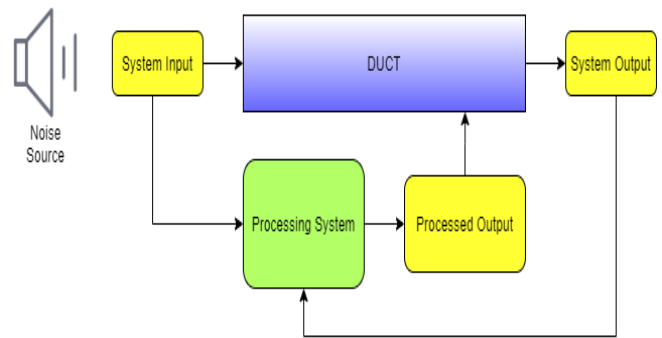 System Input
DUCT
System Output
Noise
Source
Processing System
Processed Output